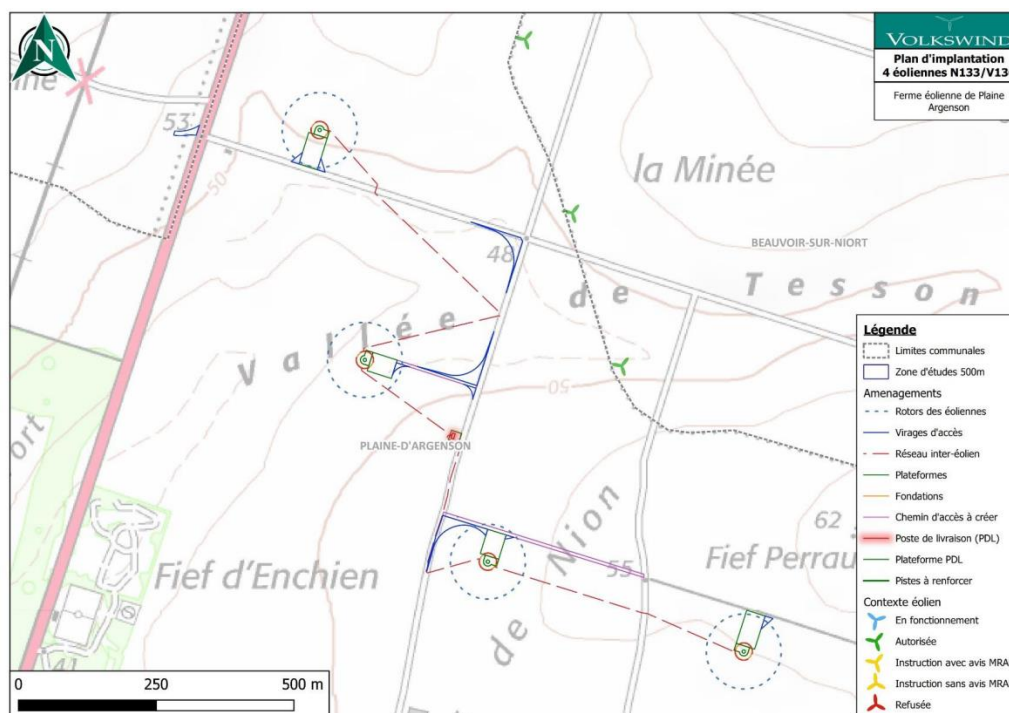 N
VOLKSWIND
Plan d'implantation
4 éoliennes N133/V13
Ferme éolienne de Plaine
Argenson
53
50
la Minée
BEAUVOIR-SUR-NIORT
48
Vallée de Tesson
50
PLAINE-D'ARGENSON
ort
Fief d'Enchien
de Nion
55
62
Fief Perrau
41
Légende
Limites communales
Zone d'études 500m
Amenagements
Rotors des éoliennes
Virages d'accès
Réseau inter-éolien
Plateformes
Fondations
Chemin d'accès à créer
Poste de livraison (PDL)
Plateforme PDL
Pistes à renforcer
Contexte éolien
En fonctionnement
Autorisée
Instruction avec avis MRA
Instruction sans avis MRA
Refusée
0 250 500 m